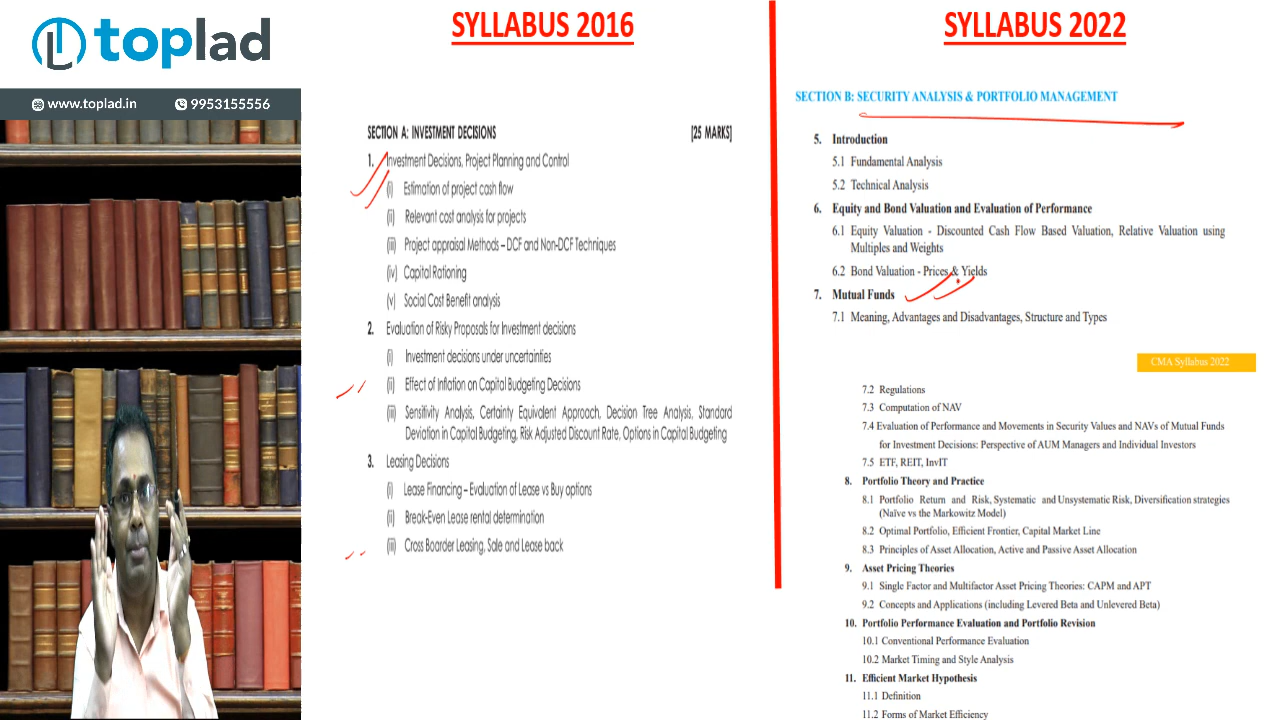 toplad
www.toplad.in 9953155556
SYLLABUS 2016
SECTION A: INVESTMENT DECISIONS [25 MARKS]
1. Investment Decisions, Project Planning and Control
(i) Estimation of project cash flow
(ii) Relevant cost analysis for projects
(iii) Project appraisal Methods – DCF and Non-DCF Techniques
(iv) Capital Rationing
(v) Social Cost Benefit analysis
2. Evaluation of Risky Proposals for Investment decisions
(i) Investment decisions under uncertainties
(ii) Effect of Inflation on Capital Budgeting Decisions
(iii) Sensitivity Analysis, Certainty Equivalent Approach, Decision Tree Analysis, Standard
Deviation in Capital Budgeting, Risk Adjusted Discount Rate, Options in Capital Budgeting
3. Leasing Decisions
(i) Lease Financing – Evaluation of Lease vs Buy options
(ii) Break-Even Lease rental determination
(iii) Cross Boarder Leasing, Sale and Lease back
SYLLABUS 2022
SECTION B: SECURITY ANALYSIS & PORTFOLIO MANAGEMENT
5. Introduction
5.1 Fundamental Analysis
5.2 Technical Analysis
6. Equity and Bond Valuation and Evaluation of Performance
6.1 Equity Valuation - Discounted Cash Flow Based Valuation, Relative Valuation using
Multiples and Weights
6.2 Bond Valuation - Prices & Yields
7. Mutual Funds
7.1 Meaning, Advantages and Disadvantages, Structure and Types
CMA Syllabus 2022
7.2 Regulations
7.3 Computation of NAV
7.4 Evaluation of Performance and Movements in Security Values and NAVs of Mutual Funds
for Investment Decisions: Perspective of AUM Managers and Individual Investors
7.5 ETF, REIT, InvIT
8. Portfolio Theory and Practice
8.1 Portfolio Return and Risk, Systematic and Unsystematic Risk, Diversification strategies
(Naïve vs the Markowitz Model)
8.2 Optimal Portfolio, Efficient Frontier, Capital Market Line
8.3 Principles of Asset Allocation, Active and Passive Asset Allocation
9. Asset Pricing Theories
9.1 Single Factor and Multifactor Asset Pricing Theories: CAPM and APT
9.2 Concepts and Applications (including Levered Beta and Unlevered Beta)
10. Portfolio Performance Evaluation and Portfolio Revision
10.1 Conventional Performance Evaluation
10.2 Market Timing and Style Analysis
11. Efficient Market Hypothesis
11.1 Definition
11.2 Forms of Market Efficiency